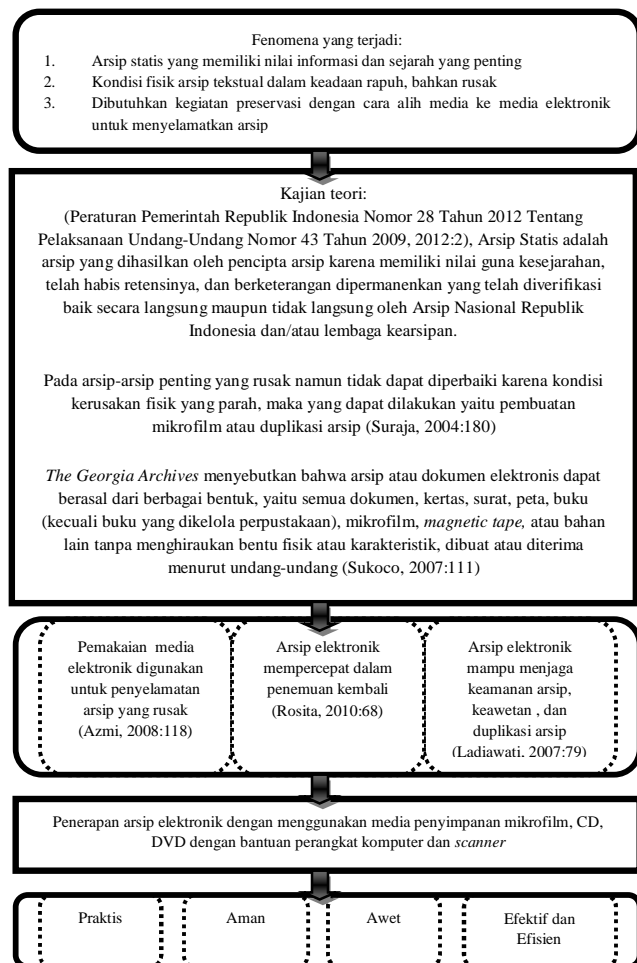 Fenomena yang terjadi:
1. Arsip statis yang memiliki nilai informasi dan sejarah yang penting
2. Kondisi fisik arsip tekstual dalam keadaan rapuh, bahkan rusak
3. Dibutuhkan kegiatan preservasi dengan cara alih media ke media elektronik
untuk menyelamatkan arsip
Kajian teori:
(Peraturan Pemerintah Republik Indonesia Nomor 28 Tahun 2012 Tentang
Pelaksanaan Undang-Undang Nomor 43 Tahun 2009, 2012:2), Arsip Statis adalah
arsip yang dihasilkan oleh pencipta arsip karena memiliki nilai guna kesejarahan,
telah habis retensinya, dan berketerangan dipermanenkan yang telah diverifikasi
baik secara langsung maupun tidak langsung oleh Arsip Nasional Republik
Indonesia dan/atau lembaga kearsipan.
Pada arsip-arsip penting yang rusak namun tidak dapat diperbaiki karena kondisi
kerusakan fisik yang parah, maka yang dapat dilakukan yaitu pembuatan
mikrofilm atau duplikasi arsip (Suraja, 2004:180)
The Georgia Archives menyebutkan bahwa arsip atau dokumen elektronis dapat
berasal dari berbagai bentuk, yaitu semua dokumen, kertas, surat, peta, buku
(kecuali buku yang dikelola perpustakaan), mikrofilm, magnetic tape, atau bahan
lain tanpa menghiraukan bentu fisik atau karakteristik, dibuat atau diterima
menurut undang-undang (Sukoco, 2007:111)
Pemakaian media
elektronik digunakan
untuk penyelamatan
arsip yang rusak
(Azmi, 2008:118)
Arsip elektronik
mempercepat dalam
penemuan kembali
(Rosita, 2010:68)
Arsip elektronik
mampu menjaga
keamanan arsip,
keawetan , dan
duplikasi arsip
(Ladiawati. 2007:79)
Penerapan arsip elektronik dengan menggunakan media penyimpanan mikrofilm, CD,
DVD dengan bantuan perangkat komputer dan scanner
Praktis
Aman
Awet
Efektif dan
Efisien